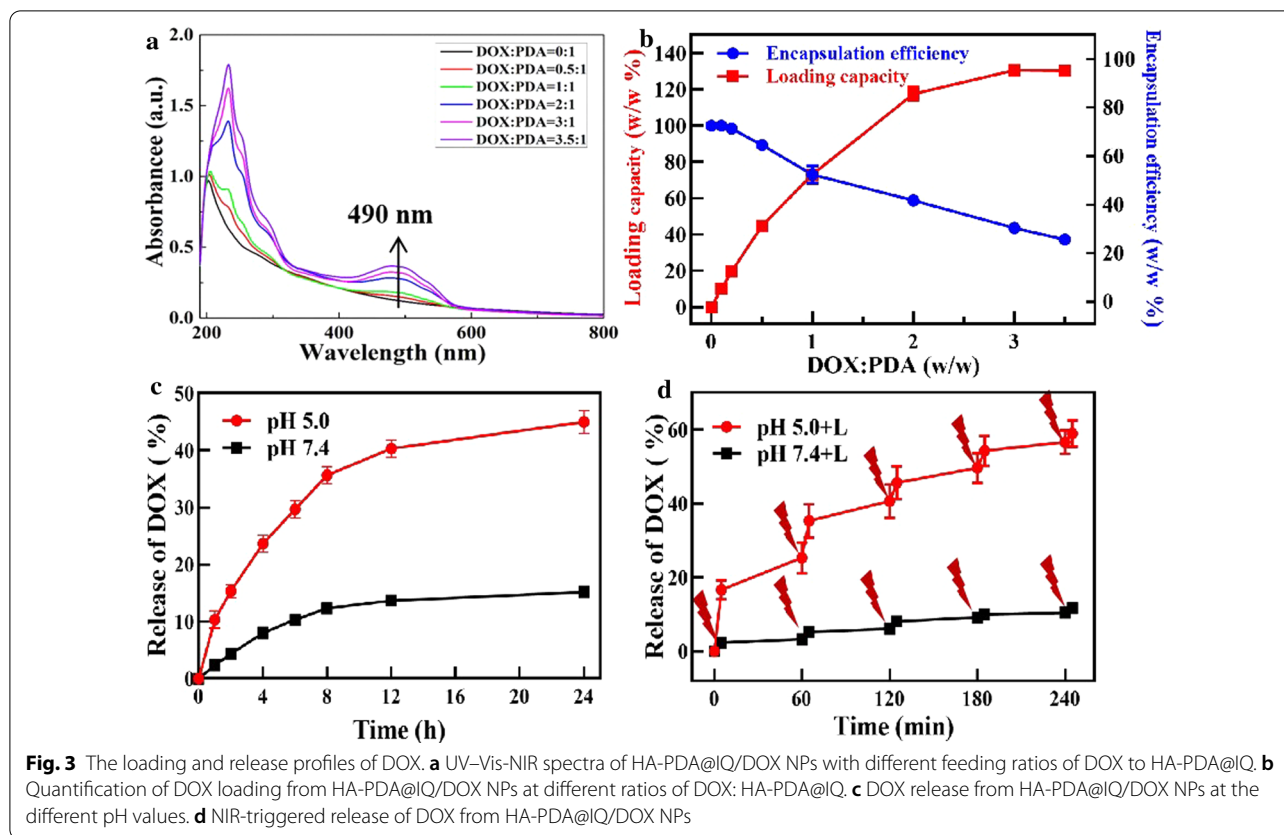 a
2.0
1.5
1.0
0.5
0.0
Absorbancee (a.u.)
DOX:PDA=0:1
DOX:PDA=0.5:1
DOX:PDA=1:1
DOX:PDA=2:1
DOX:PDA=3:1
DOX:PDA=3.5:1
490 nm
200 400 600 800
Wavelength (nm)
b
140
120
100
80
60
40
20
0
Loading capacity (w/w %)
Encapsulation efficiency
Loading capacity
100
80
60
40
20
0
Encapsulation efficiency (w/w %)
0 1 2 3
DOX:PDA (w/w)
c
50
40
30
20
10
0
Release of DOX ( %)
pH 5.0
pH 7.4
0 4 8 12 16 20 24
Time (h)
d
60
40
20
0
Release of DOX ( %)
pH 5.0+L
pH 7.4+L
0 60 120 180 240
Time (min)
Fig. 3 The loading and release profiles of DOX. a UV–Vis-NIR spectra of HA-PDA@IQ/DOX NPs with different feeding ratios of DOX to HA-PDA@IQ. b
Quantification of DOX loading from HA-PDA@IQ/DOX NPs at different ratios of DOX: HA-PDA@IQ. c DOX release from HA-PDA@IQ/DOX NPs at the
different pH values. d NIR-triggered release of DOX from HA-PDA@IQ/DOX NPs